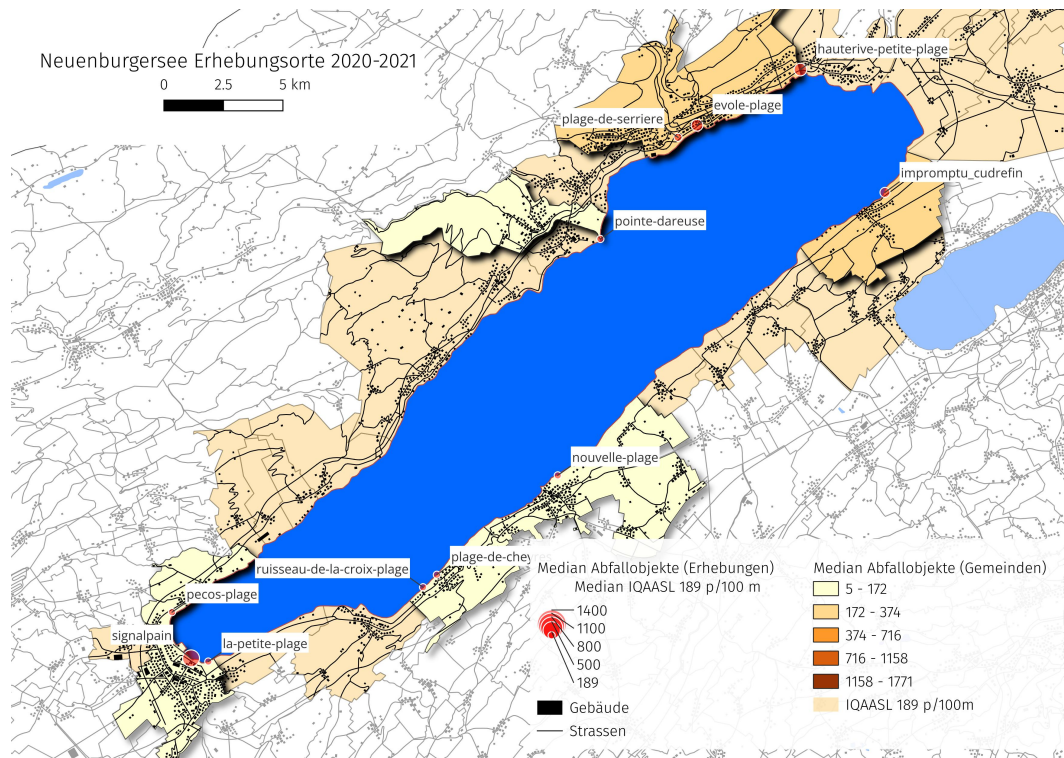 Neuenburgersee Erhebungsorte 2020-2021
0 2.5 5 km
hauterive-petite-plage
evole-plage
plage-de-serriere
impromptu_cudrefin
pointe-dareuse
nouvelle-plage
plage-de-cheyres
ruisseau-de-la-croix-plage
pecos-plage
signalpain
la-petite-plage
Median Abfallobjekte (Erhebungen)
Median IQAASL 189 p/100 m
1400
1100
800
500
189
Gebäude
Strassen
Median Abfallobjekte (Gemeinden)
5 - 172
172 - 374
374 - 716
716 - 1158
1158 - 1771
IQAASL 189 p/100m